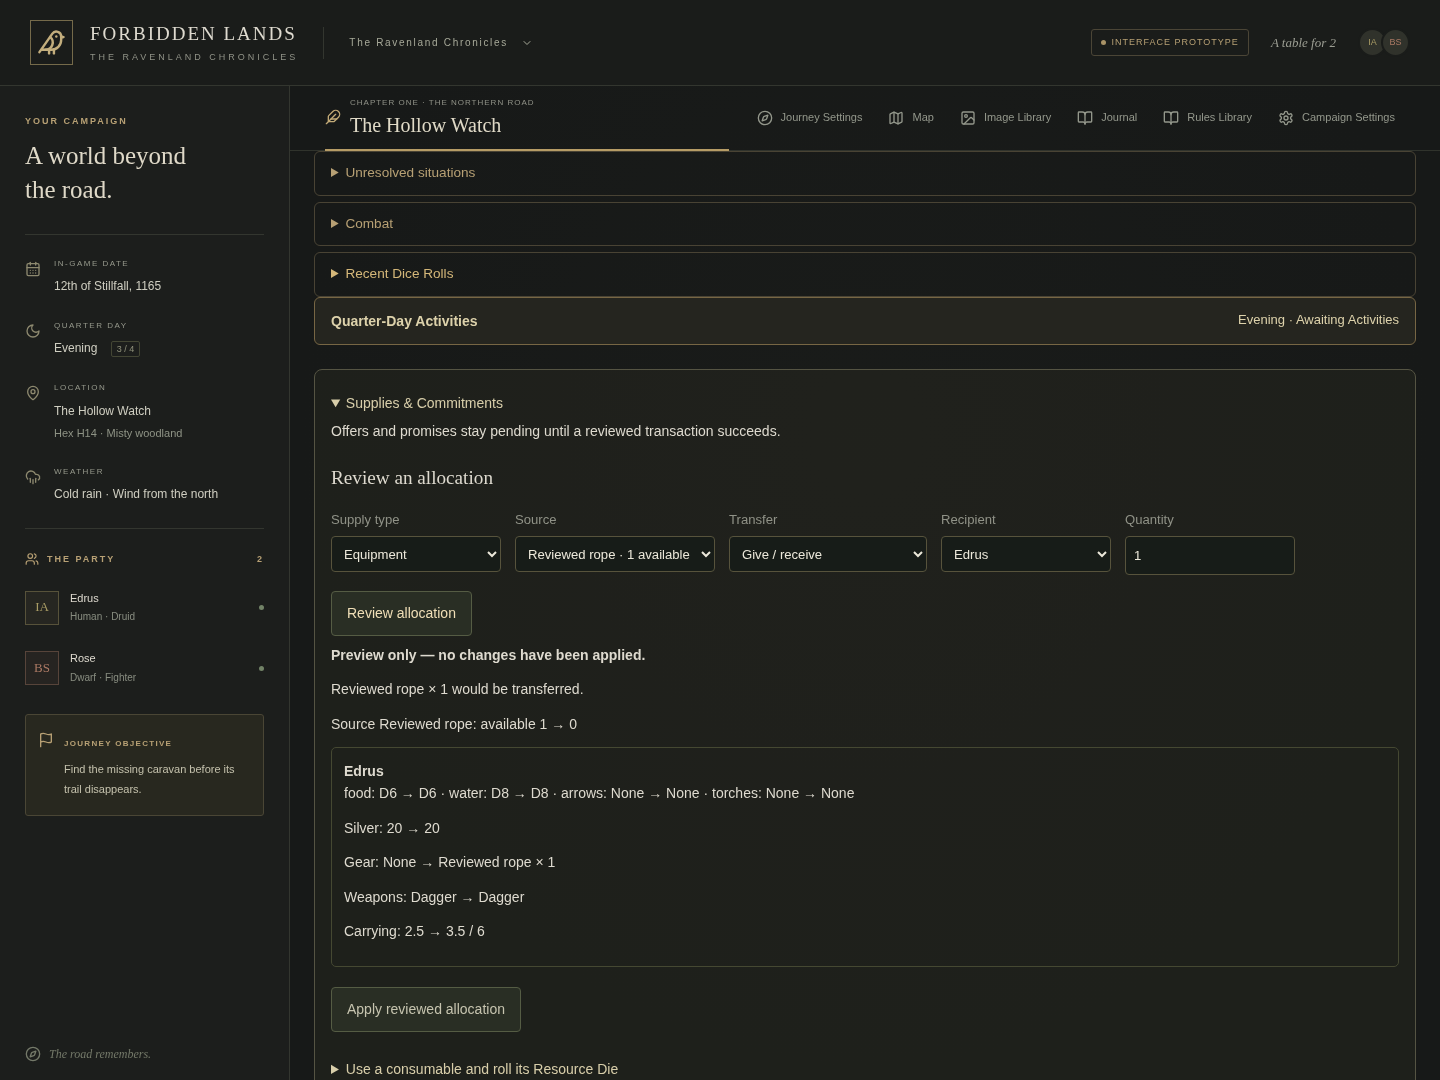 FORBIDDEN LANDS
THE RAVENLAND CHRONICLES
The Ravenland Chronicles
INTERFACE PROTOTYPE
A table for 2
IA
BS
YOUR CAMPAIGN
A world beyond
the road.
IN-GAME DATE
12th of Stillfall, 1165
QUARTER DAY
Evening
3 / 4
LOCATION
The Hollow Watch
Hex H14 · Misty woodland
WEATHER
Cold rain · Wind from the north
THE PARTY
2
IA
Edrus
Human · Druid
BS
Rose
Dwarf · Fighter
JOURNEY OBJECTIVE
Find the missing caravan before its
trail disappears.
The road remembers.
CHAPTER ONE · THE NORTHERN ROAD
The Hollow Watch
Journey Settings
Map
Image Library
Journal
Rules Library
Campaign Settings
Unresolved situations
Combat
Recent Dice Rolls
Quarter-Day Activities
Evening · Awaiting Activities
Supplies & Commitments
Offers and promises stay pending until a reviewed transaction succeeds.
Review an allocation
Supply type
Source
Transfer
Recipient
Quantity
Equipment
Reviewed rope · 1 available
Give / receive
Edrus
1
Review allocation
Preview only — no changes have been applied.
Reviewed rope × 1 would be transferred.
Source Reviewed rope: available 1 → 0
Edrus
food: D6 → D6 · water: D8 → D8 · arrows: None → None · torches: None → None
Silver: 20 → 20
Gear: None → Reviewed rope × 1
Weapons: Dagger → Dagger
Carrying: 2.5 → 3.5 / 6
Apply reviewed allocation
Use a consumable and roll its Resource Die